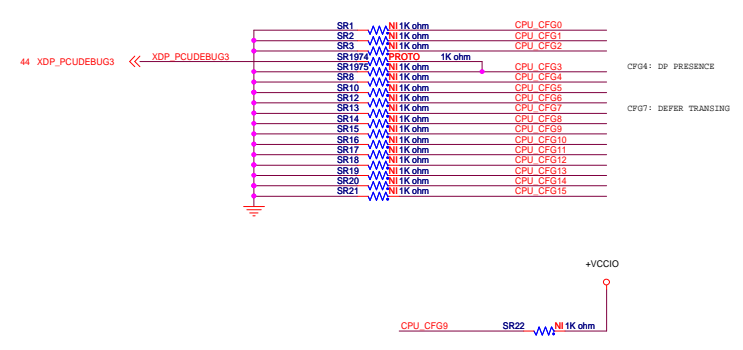 SR1 NI 1K ohm CPU_CFG0
SR2 NI 1K ohm CPU_CFG1
SR3 NI 1K ohm CPU_CFG2
44 XDP_PCUDEBUG3 XDP_PCUDEBUG3 SR1974 PROTO 1K ohm
SR1975 NI 1K ohm CPU_CFG3 CFG4: DP PRESENCE
SR8 NI 1K ohm CPU_CFG4
SR10 NI 1K ohm CPU_CFG5
SR12 NI 1K ohm CPU_CFG6
SR13 NI 1K ohm CPU_CFG7 CFG7: DEFER TRANSING
SR14 NI 1K ohm CPU_CFG8
SR15 NI 1K ohm CPU_CFG9
SR16 NI 1K ohm CPU_CFG10
SR17 NI 1K ohm CPU_CFG11
SR18 NI 1K ohm CPU_CFG12
SR19 NI 1K ohm CPU_CFG13
SR20 NI 1K ohm CPU_CFG14
SR21 NI 1K ohm CPU_CFG15
+VCCIO
CPU_CFG9 SR22 NI 1K ohm